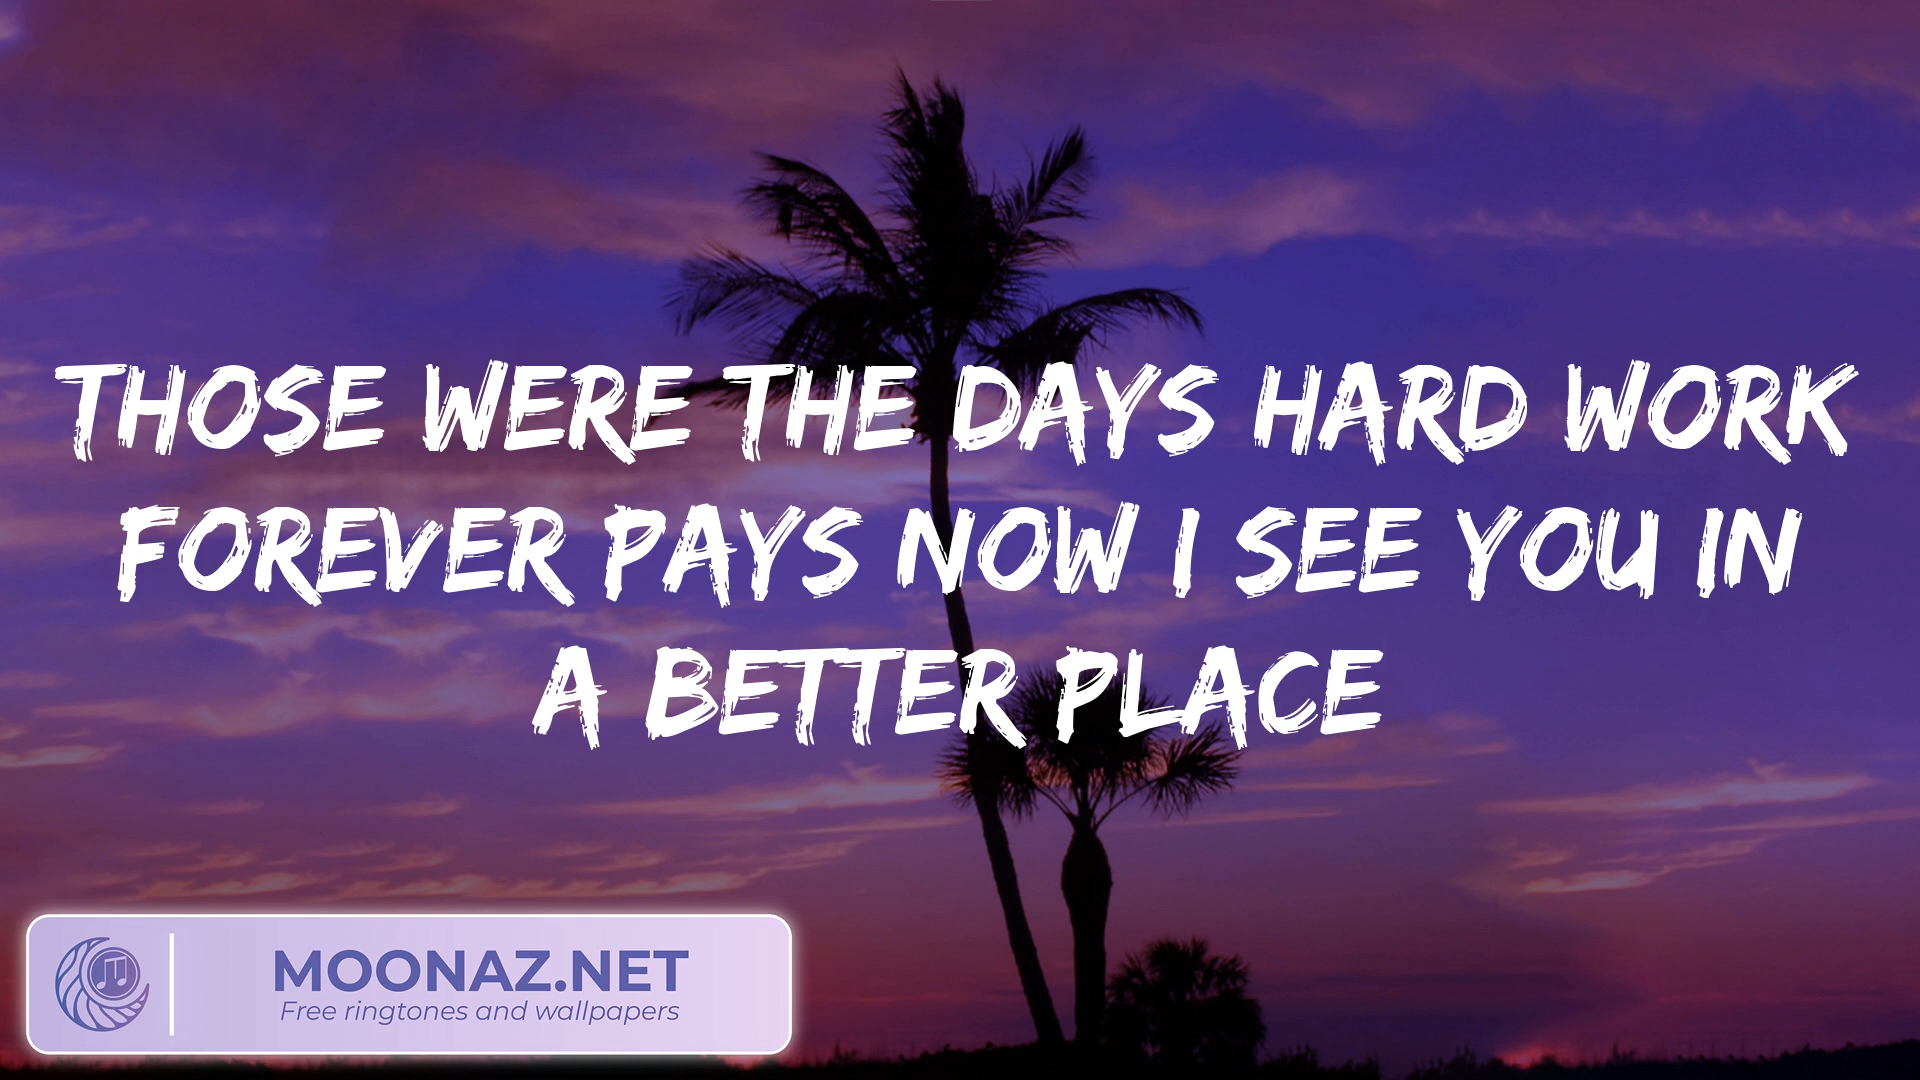 THOSE WERE THE DAYS HARD WORK
FOREVER PAYS NOW I SEE YOU IN
A BETTER PLACE
MOONAZ.NET
Free ringtones and wallpapers